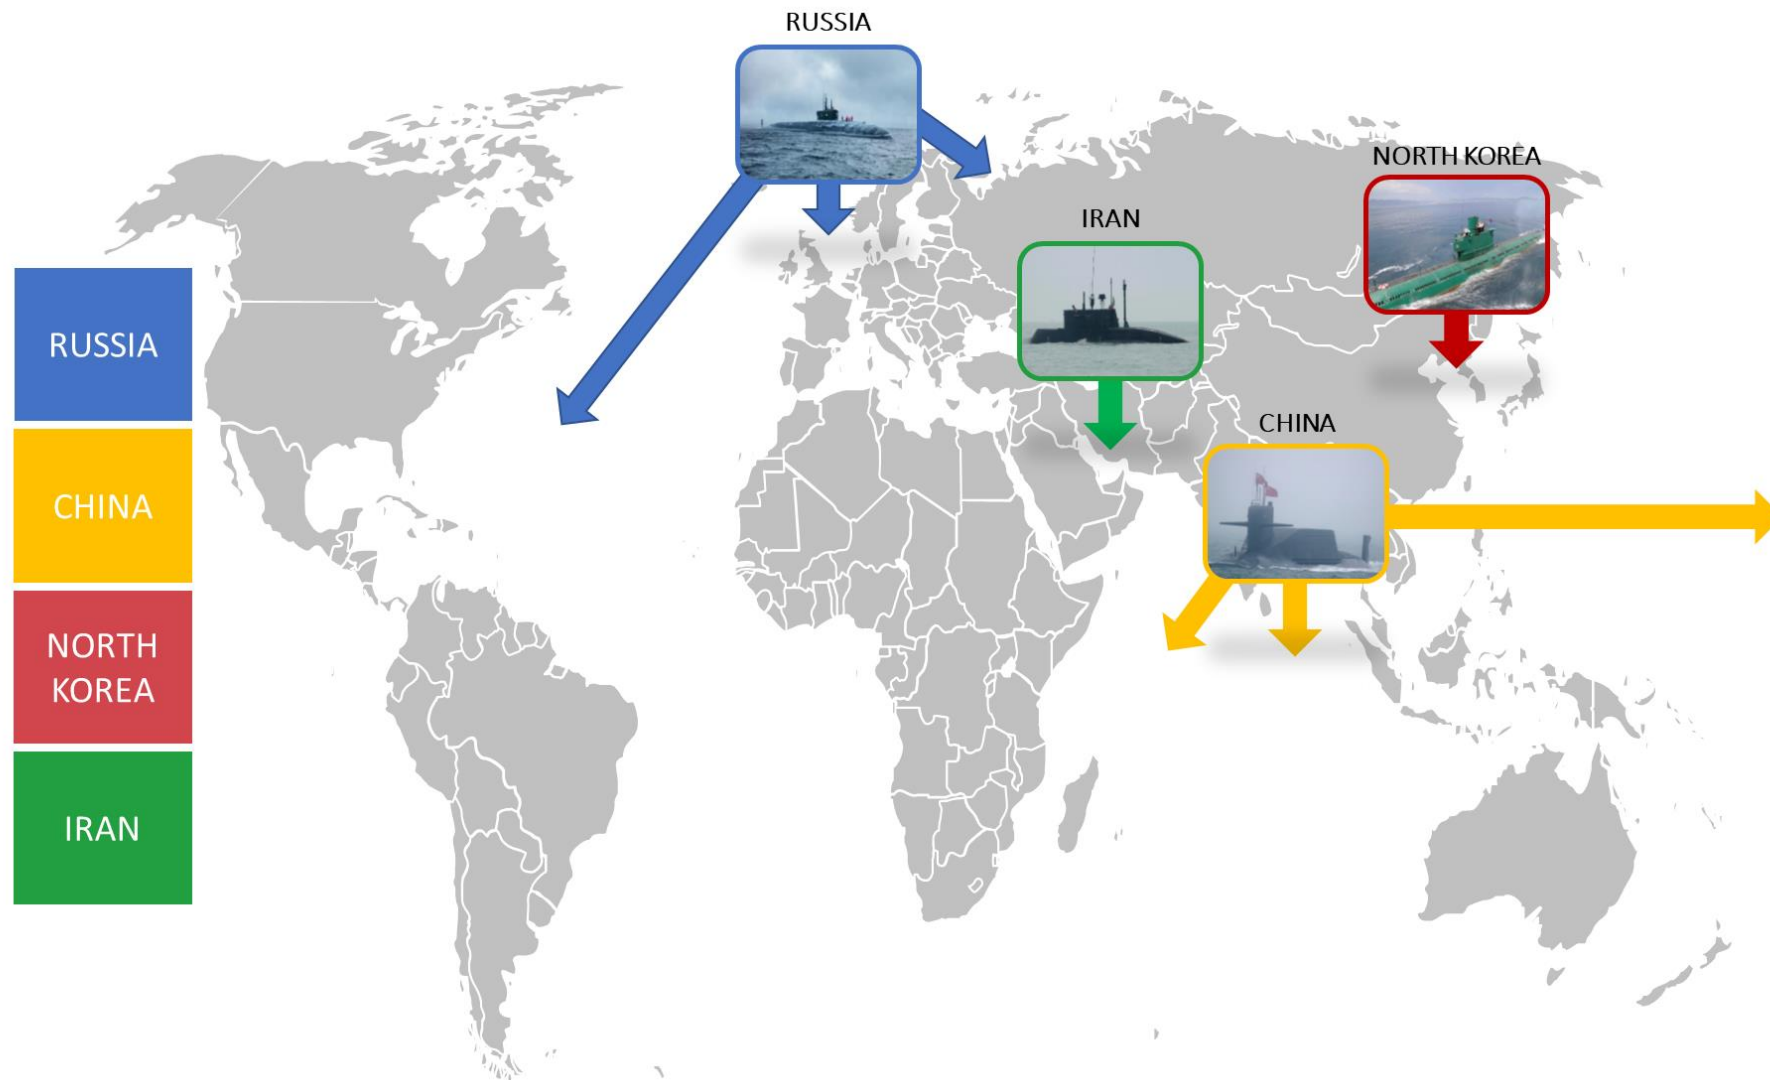 RUSSIA
NORTH KOREA
IRAN
CHINA
RUSSIA
CHINA
NORTH
KOREA
IRAN